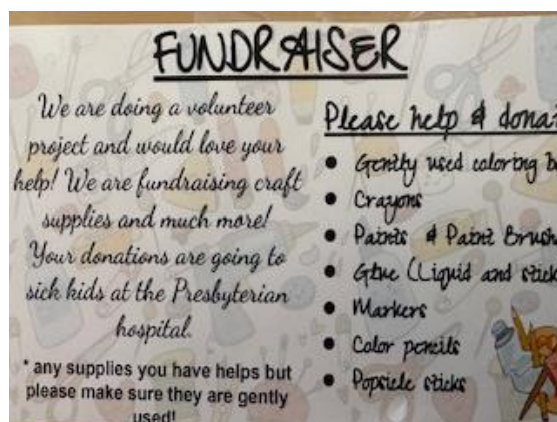 FUNDRAISER
We are doing a volunteer
project and would love your
help! We are fundraising craft
supplies and much more!
Your donations are going to
sick kids at the Presbyterian
hospital.
* any supplies you have helps but
please make sure they are gently
used!
Please help &
• Gently used coloring
• Crayons
• Paints & Paint
• Glue (Liquid and
• Markers
• Color pencils
• Popsicle sticks